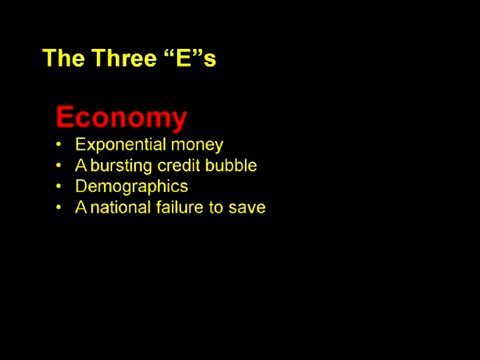 The Three “E”s
Economy
• Exponential money
• A bursting credit bubble
• Demographics
• A national failure to save